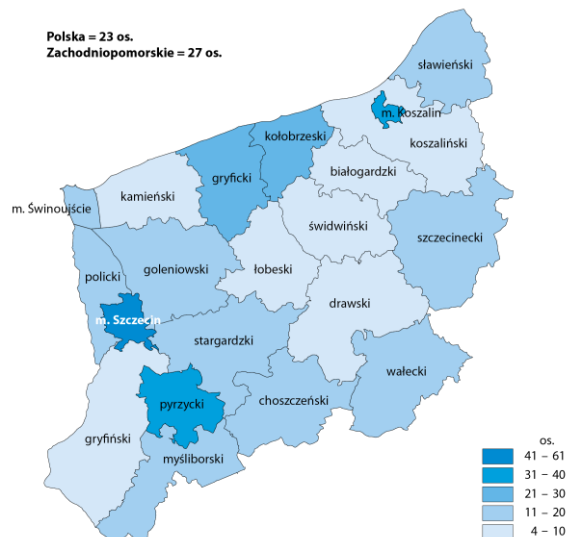 Polska = 23 os.
Zachodniopomorskie = 27 os.
sławieński
m. Koszalin
kołobrzeski
koszaliński
białogardzki
gryficki
kamieński
m. Świnoujście
świdwiński
szczecinecki
goleniowski
policki
łobeski
drawski
m. Szczecin
stargardzki
wałecki
choszczeński
pyrzycki
gryfiński
myśliborski
os.
41 – 61
31 – 40
21 – 30
11 – 20
4 – 10